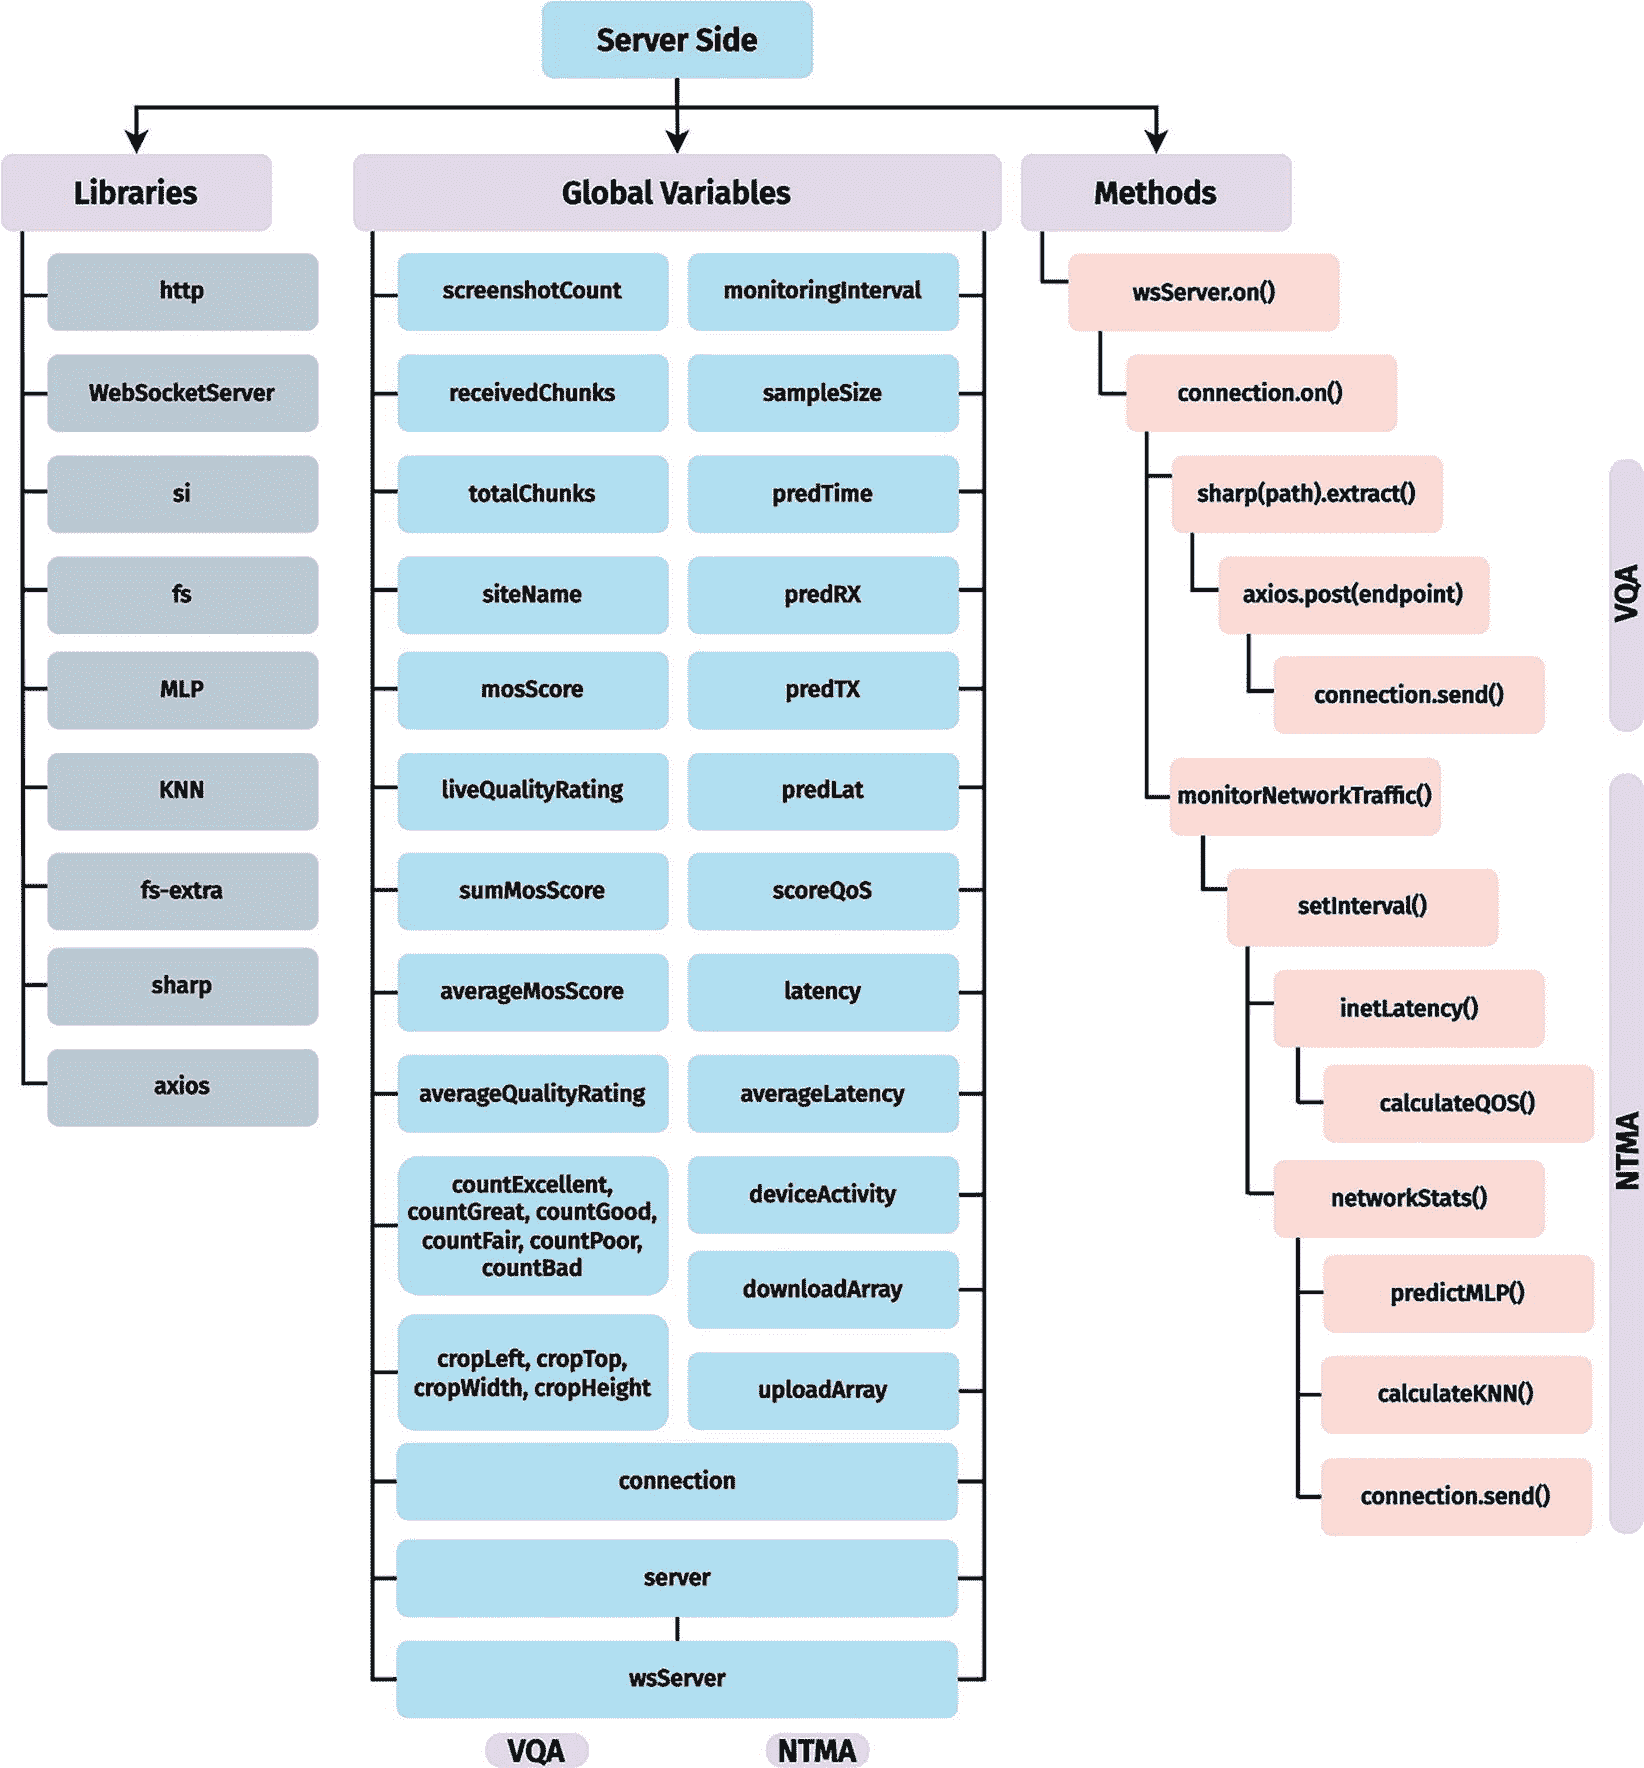 Server Side
Libraries
http
WebSocketServer
si
fs
MLP
KNN
fs-extra
sharp
axios
Global Variables
screenshotCount
receivedChunks
totalChunks
siteName
mosScore
liveQualityRating
sumMosScore
averageMosScore
averageQualityRating
countExcellent,
countGreat, countGood,
countFair, countPoor,
countBad
cropLeft, cropTop,
cropWidth, cropHeight
monitoringInterval
sampleSize
predTime
predRX
predTX
predLat
scoreQoS
latency
averageLatency
deviceActivity
downloadArray
uploadArray
connection
server
wsServer
VQA
NTMA
Methods
wsServer.on()
connection.on()
sharp(path).extract()
axios.post(endpoint)
connection.send()
monitorNetworkTraffic()
setInterval()
inetLatency()
calculateQOS()
networkStats()
predictMLP()
calculateKNN()
connection.send()
VQA
NTMA